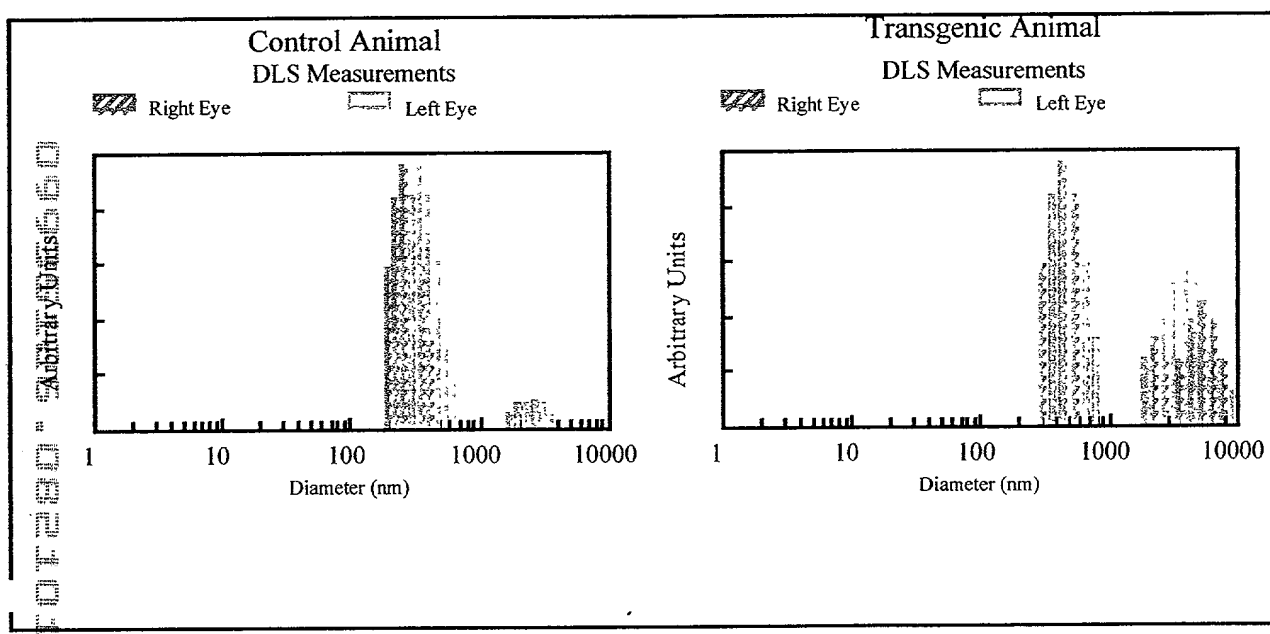 Control Animal
DLS Measurements
Right Eye
Left Eye
Arbitrary Units
1 10 100 1000 10000
Diameter (nm)
Transgenic Animal
DLS Measurements
Right Eye
Left Eye
Arbitrary Units
1 10 100 1000 10000
Diameter (nm)